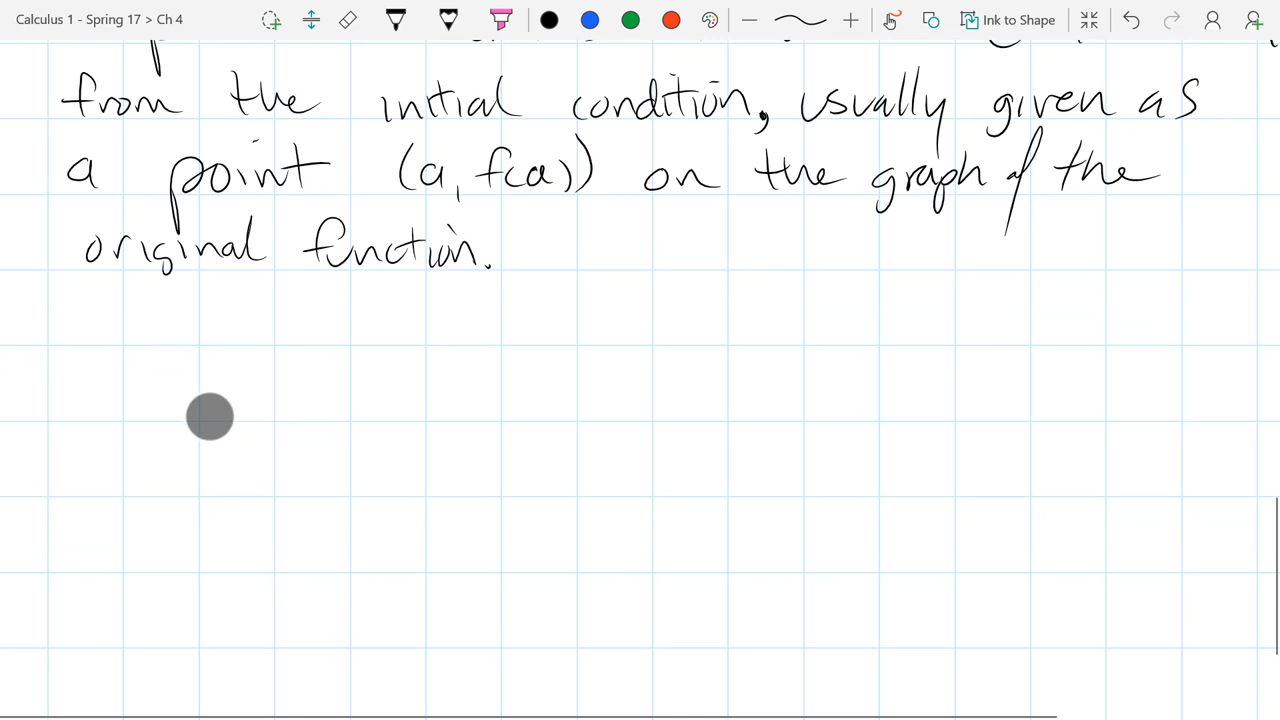 Calculus 1 - Spring 17 > Ch 4
Ink to Shape
from the initial condition, usually given as
a point (a, f(a)) on the graph of the
original function.